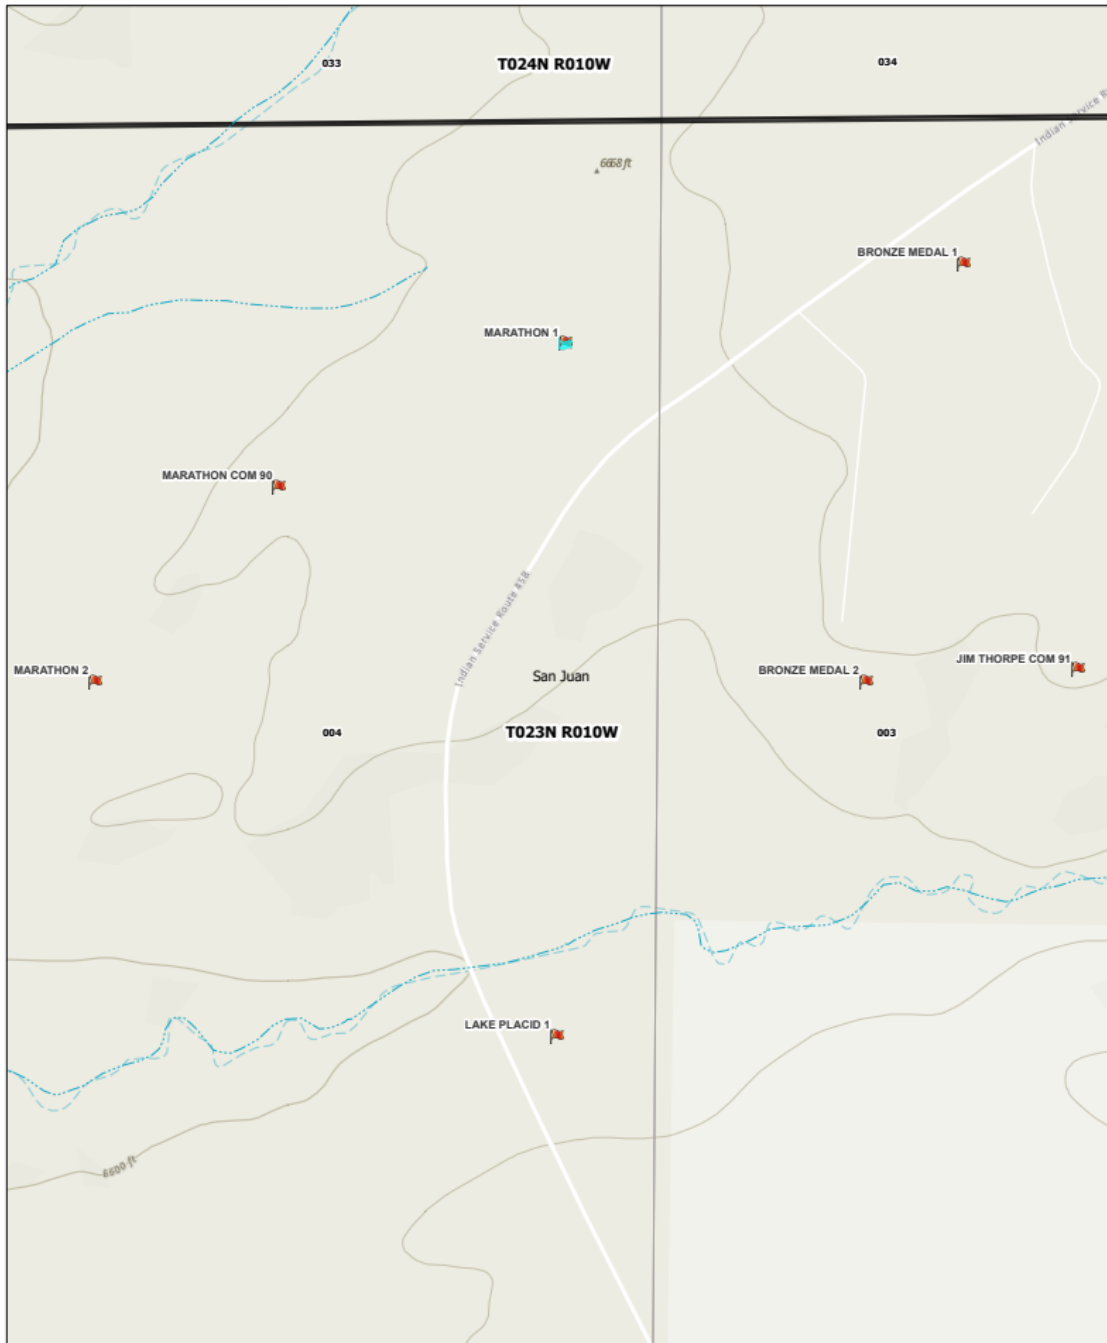 033
T024N R010W
034
Indian Service
6668 ft
BRONZE MEDAL 1
MARATHON 1
MARATHON COM 90
Indian Service Route 85B
MARATHON 2
San Juan
BRONZE MEDAL 2
JIM THORPE COM 91
004
T023N R010W
003
LAKE PLACID 1
6600 ft